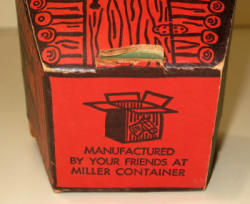 MANUFACTURED
BY YOUR FRIENDS AT
MILLER CONTAINER